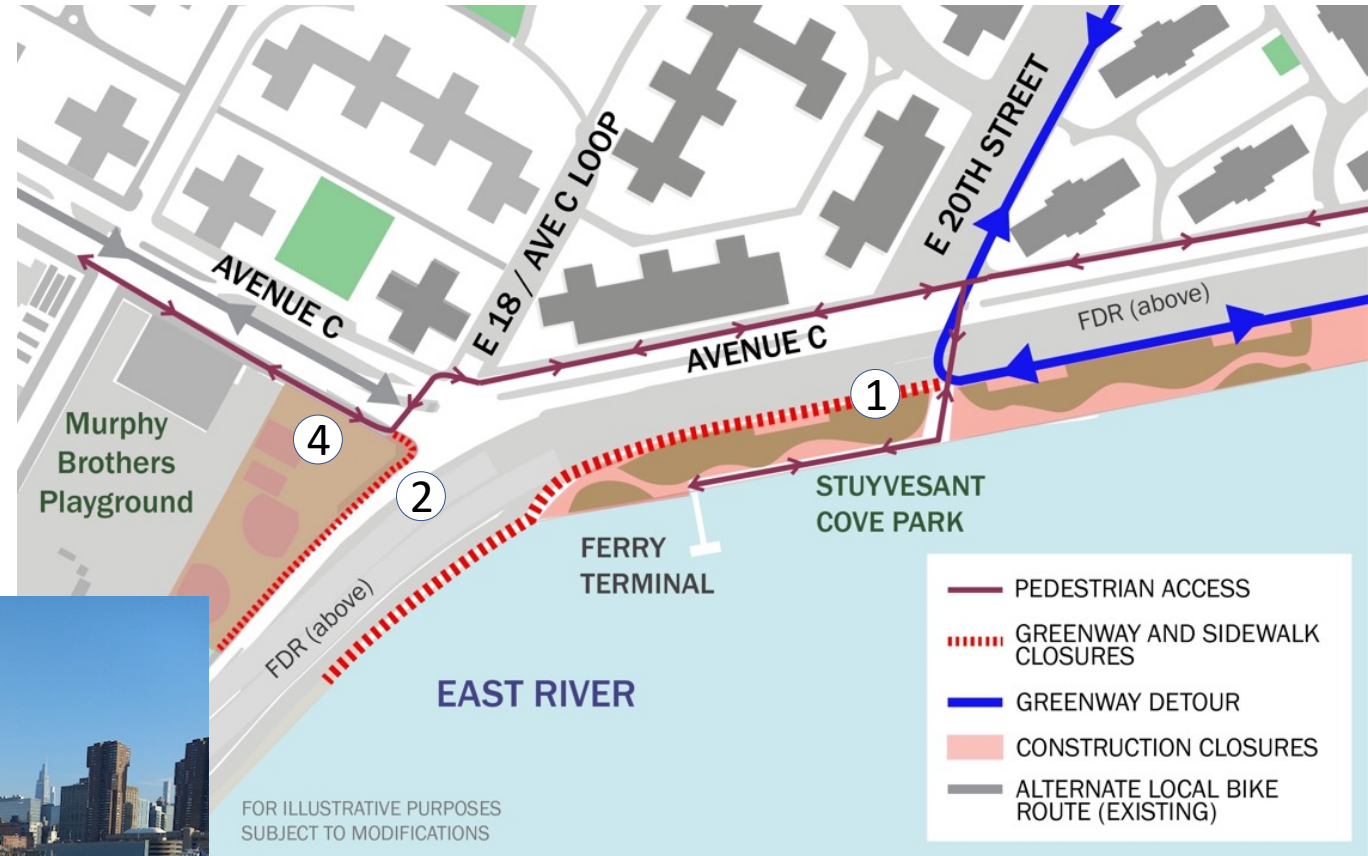 E 20TH STREET
E 18 / AVE C LOOP
AVENUE C
FDR (above)
AVENUE C
1
Murphy
Brothers
Playground
4
2
STUYVESANT
COVE PARK
FERRY
TERMINAL
FDR (above)
EAST RIVER
PEDESTRIAN ACCESS
GREENWAY AND SIDEWALK
CLOSURES
GREENWAY DETOUR
CONSTRUCTION CLOSURES
ALTERNATE LOCAL BIKE
ROUTE (EXISTING)
FOR ILLUSTRATIVE PURPOSES
SUBJECT TO MODIFICATIONS